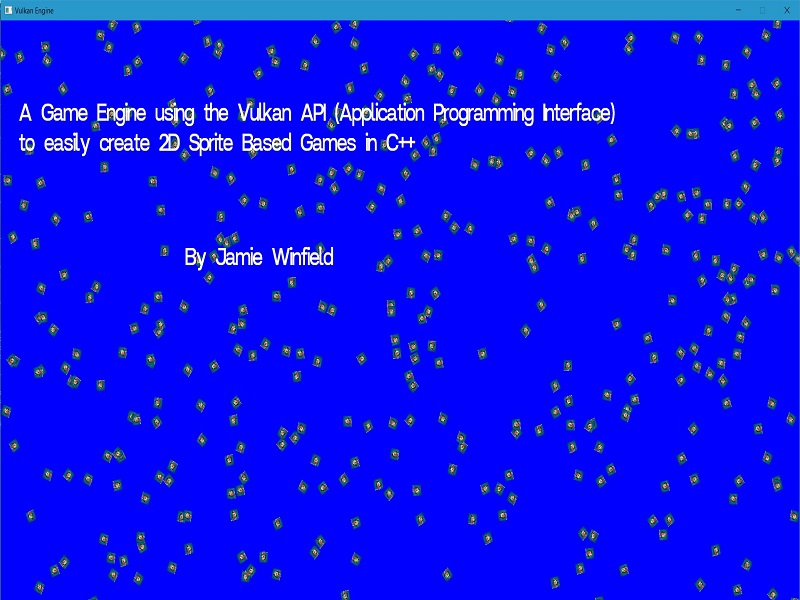 Vulkan Engine
A Game Engine using the Vulkan API (Application Programming Interface)
to easily create 2D Sprite Based Games in C++
By Jamie Winfield